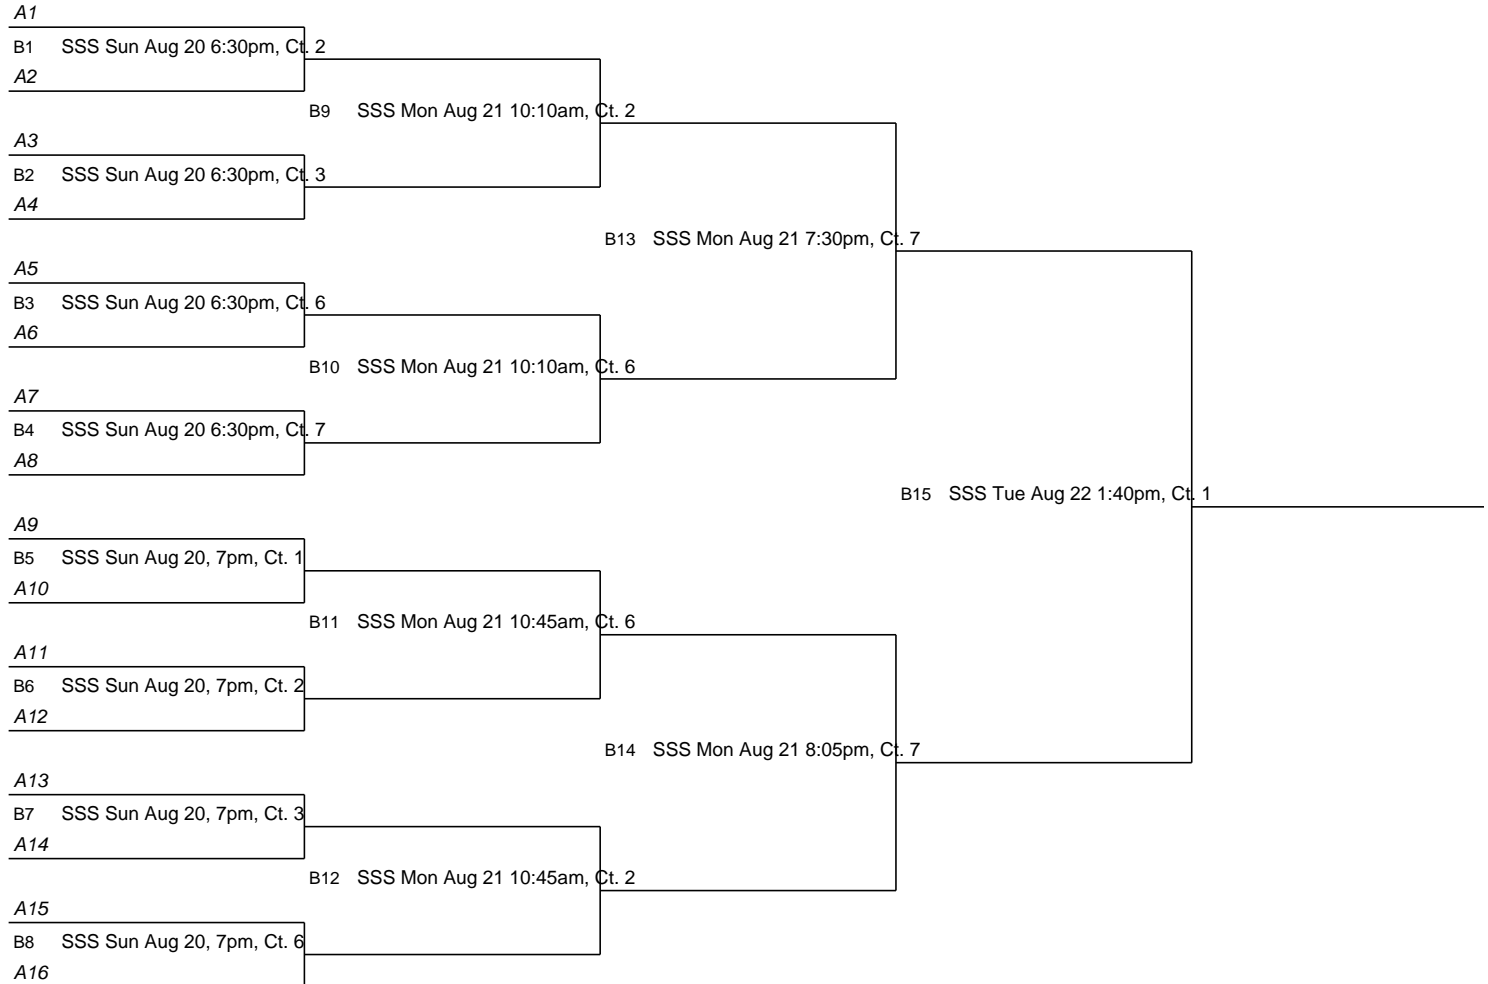 A1
B1 SSS Sun Aug 20 6:30pm, Ct. 2
A2
B9 SSS Mon Aug 21 10:10am, Ct. 2
A3
B2 SSS Sun Aug 20 6:30pm, Ct. 3
A4
B13 SSS Mon Aug 21 7:30pm, Ct. 7
A5
B3 SSS Sun Aug 20 6:30pm, Ct. 6
A6
B10 SSS Mon Aug 21 10:10am, Ct. 6
A7
B4 SSS Sun Aug 20 6:30pm, Ct. 7
A8
B15 SSS Tue Aug 22 1:40pm, Ct. 1
A9
B5 SSS Sun Aug 20, 7pm, Ct. 1
A10
B11 SSS Mon Aug 21 10:45am, Ct. 6
A11
B6 SSS Sun Aug 20, 7pm, Ct. 2
A12
B14 SSS Mon Aug 21 8:05pm, Ct. 7
A13
B7 SSS Sun Aug 20, 7pm, Ct. 3
A14
B12 SSS Mon Aug 21 10:45am, Ct. 2
A15
B8 SSS Sun Aug 20, 7pm, Ct. 6
A16